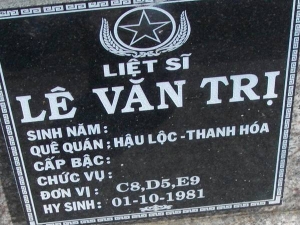 LIỆT SĨ
LÊ VĂN TRỊ
SINH NĂM :
QUÊ QUÁN ; HẬU LỘC - THANH HÓA
CẤP BẬC :
CHỨC VỤ :
ĐƠN VỊ : C8,D5,E9
HY SINH : 01-10-1981